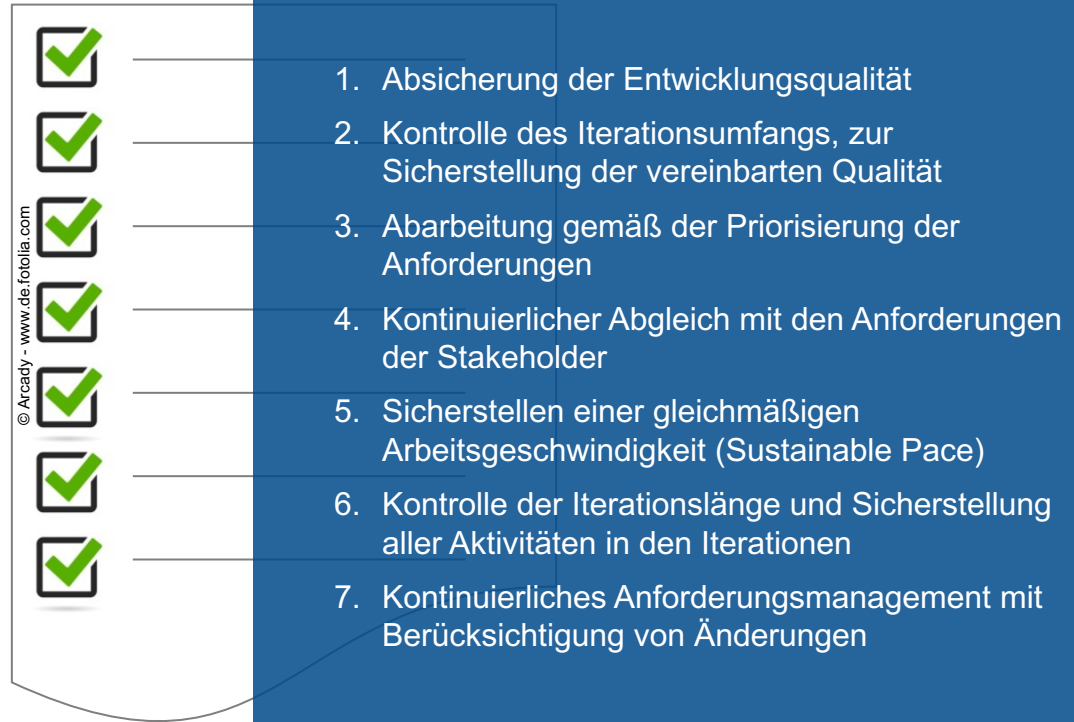 © Arcady - www.de.fotolia.com
1. Absicherung der Entwicklungsqualität
2. Kontrolle des Iterationsumfangs, zur
Sicherstellung der vereinbarten Qualität
3. Abarbeitung gemäß der Priorisierung der
Anforderungen
4. Kontinuierlicher Abgleich mit den Anforderungen
der Stakeholder
5. Sicherstellen einer gleichmäßigen
Arbeitsgeschwindigkeit (Sustainable Pace)
6. Kontrolle der Iterationslänge und Sicherstellung
aller Aktivitäten in den Iterationen
7. Kontinuierliches Anforderungsmanagement mit
Berücksichtigung von Änderungen